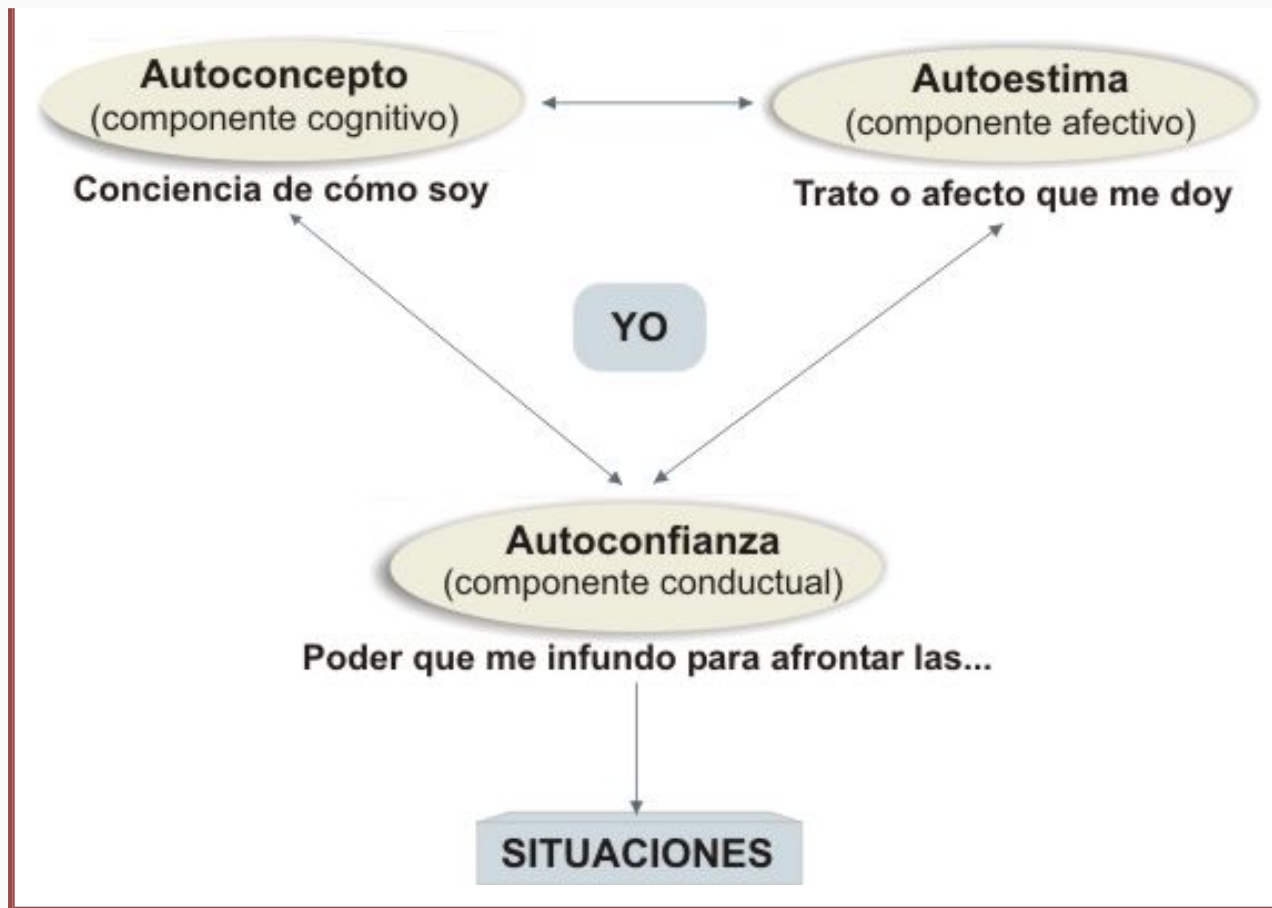 Autoconcepto
(componente cognitivo)
Conciencia de cómo soy
Autoestima
(componente afectivo)
Trato o afecto que me doy
YO
Autoconfianza
(componente conductual)
Poder que me infundo para afrontar las...
SITUACIONES